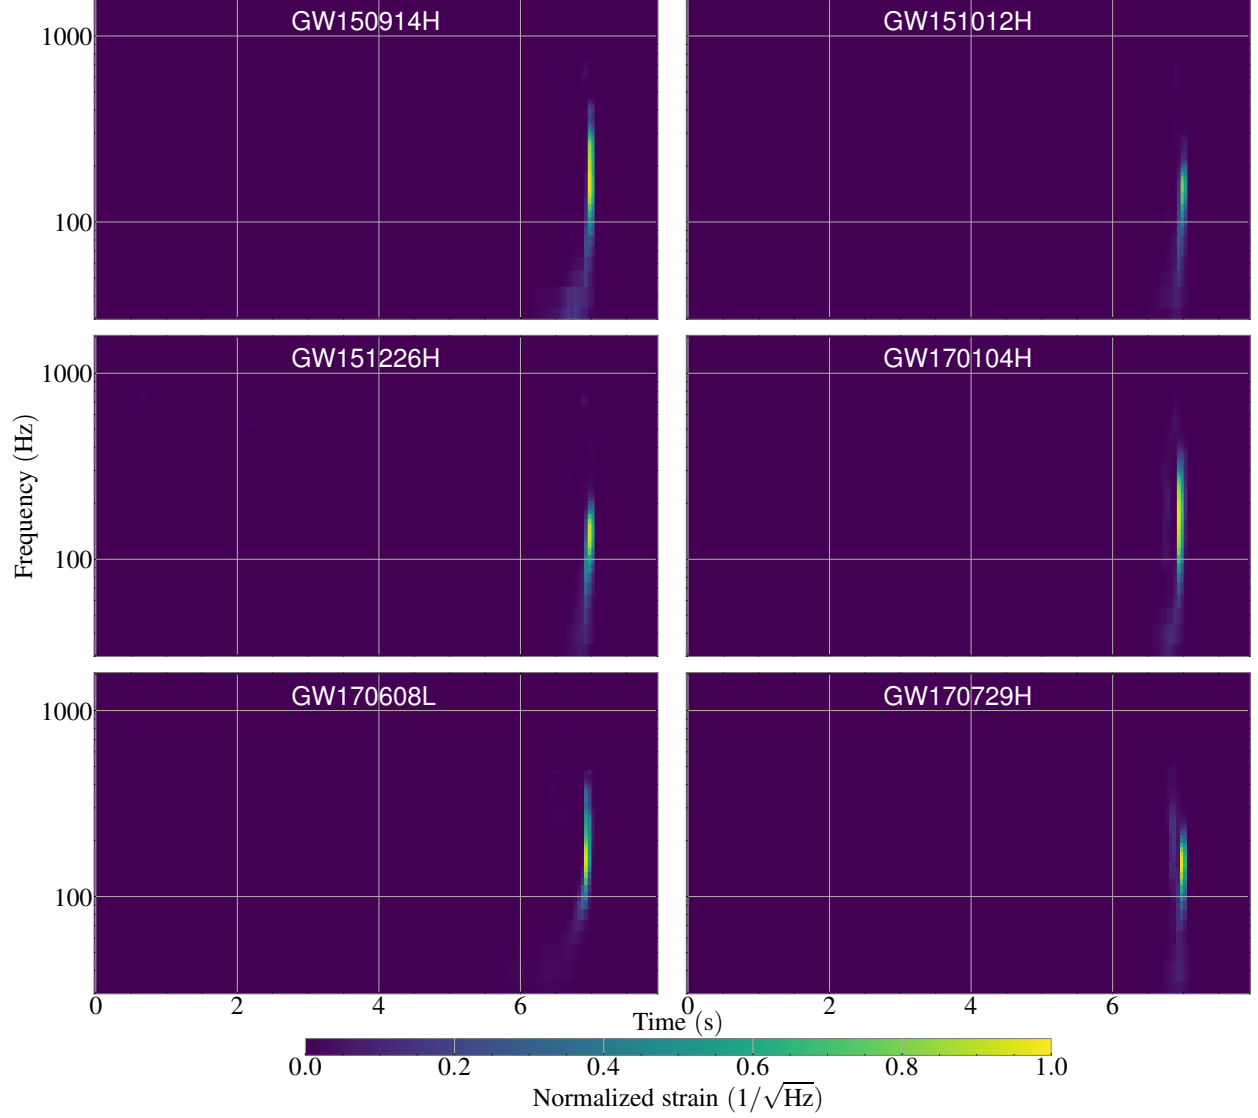 GW150914H
GW151012H
1000
100
GW151226H
GW170104H
1000
100
Frequency (Hz)
GW170608L
GW170729H
1000
100
0 2 4 6
0 2 4 6
Time (s)
0.0 0.2 0.4 0.6 0.8 1.0
Normalized strain (1/√Hz)